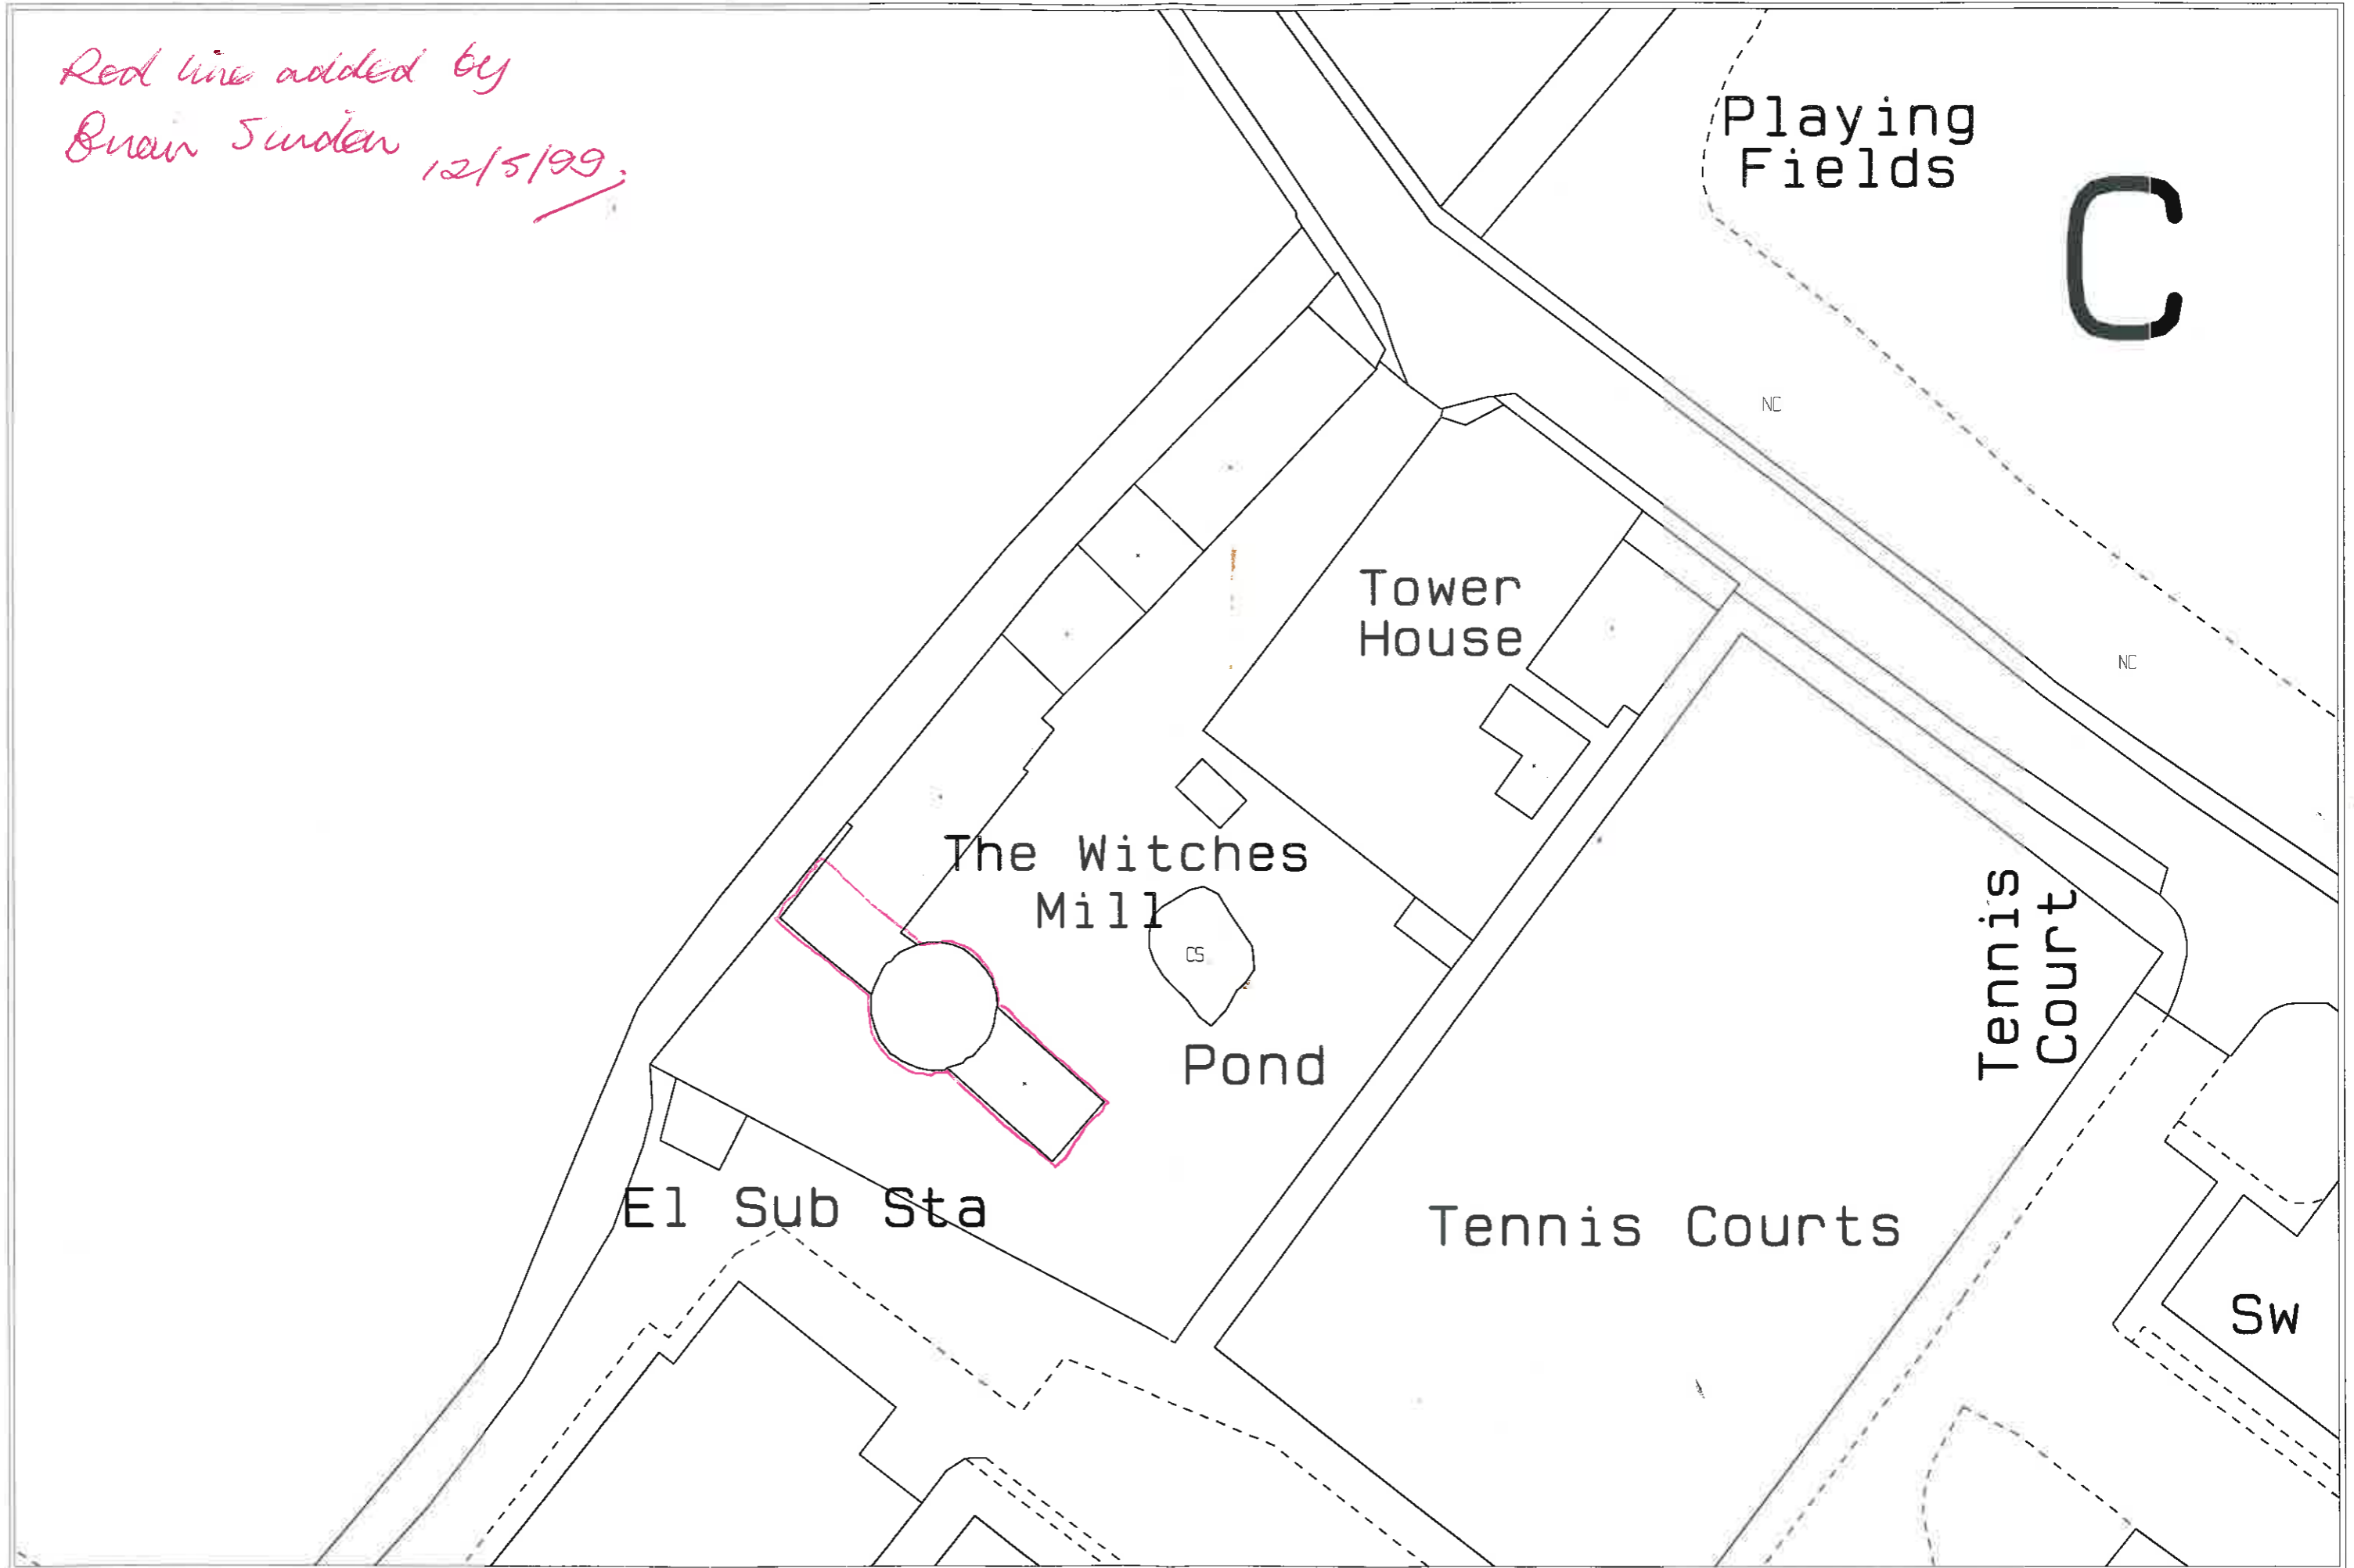 Red line added by
Brian Sinden 12/5/99.
Playing
Fields
C
NC
NC
Tower
House
The Witches
Mill
CS
Pond
Tennis
Court
El Sub Sta
Tennis Courts
Sw